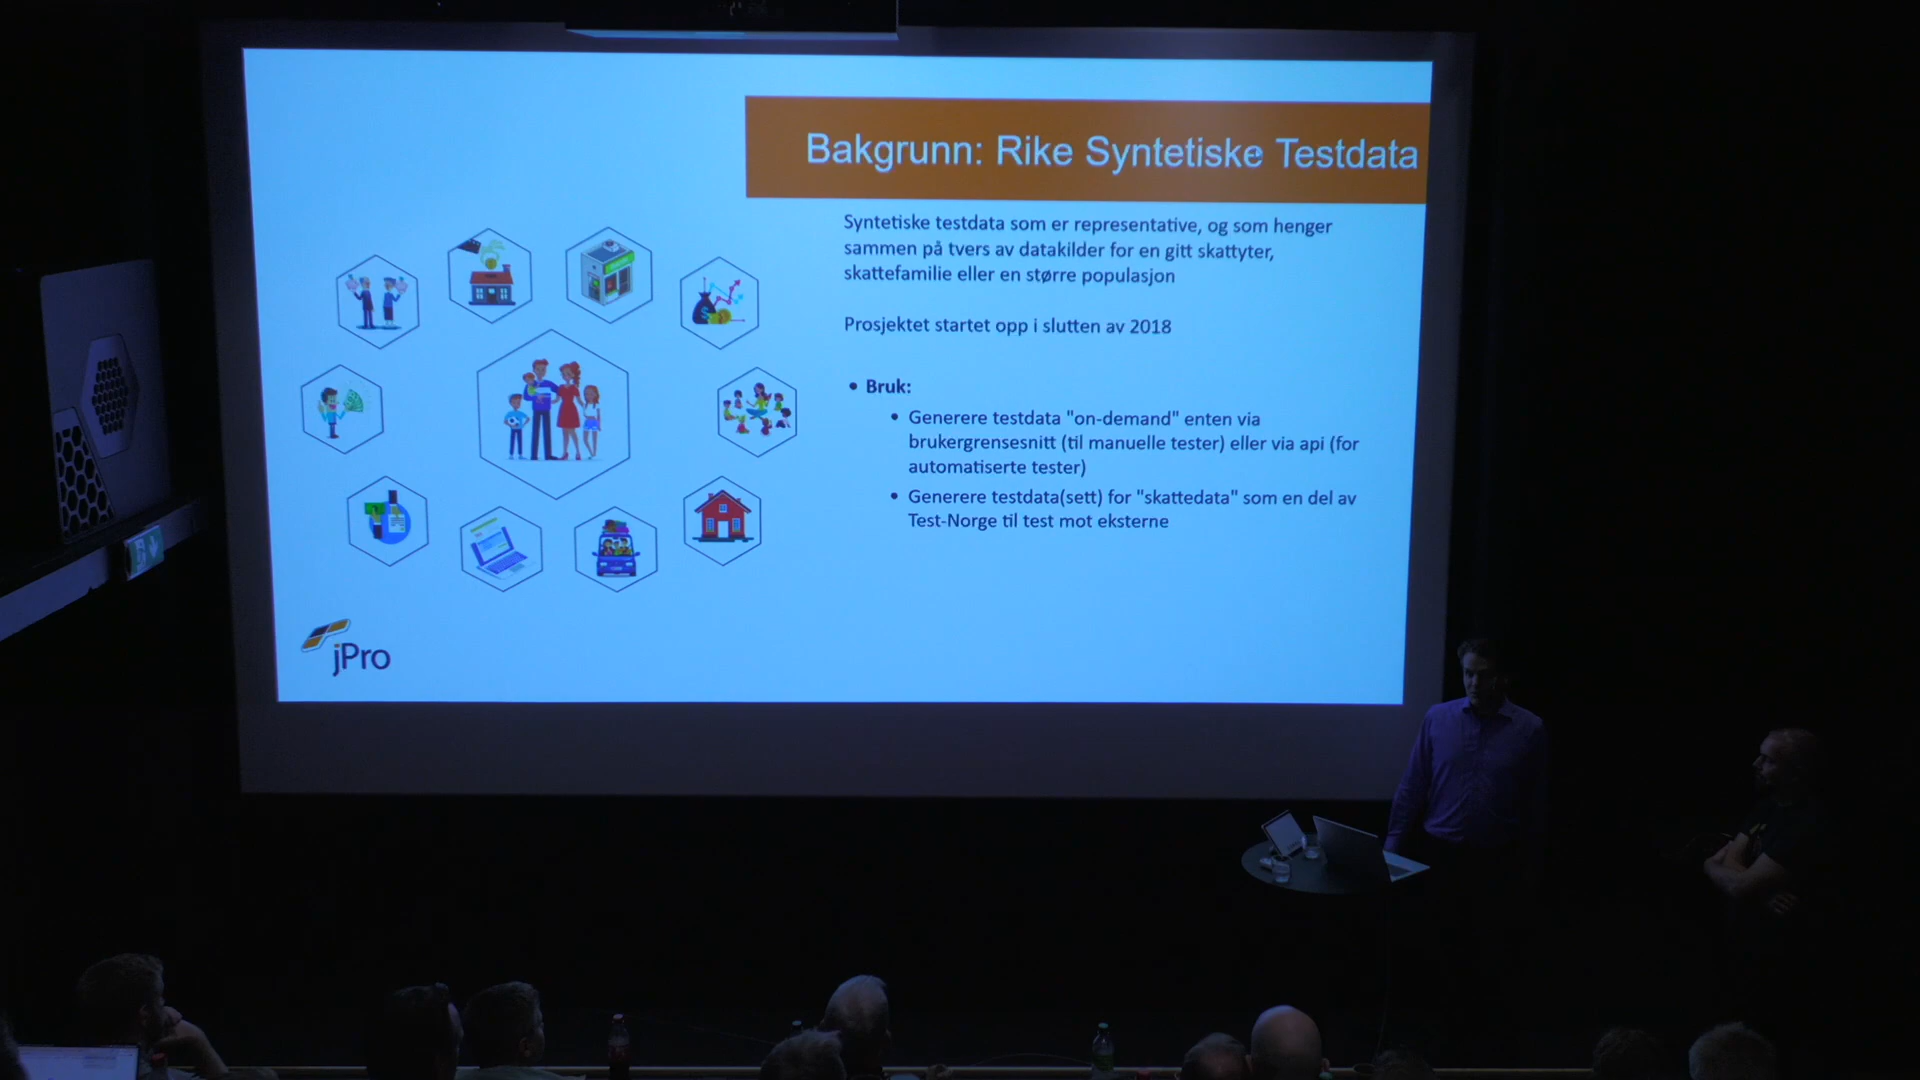 Bakgrunn: Rike Syntetiske Testdata
Syntetiske testdata som er representative, og som henger
sammen på tvers av datakilder for en gitt skattyter,
skattefamilie eller en større populasjon
Prosjektet startet opp i slutten av 2018
• Bruk:
• Generere testdata "on-demand" enten via
brukergrensesnitt (til manuelle tester) eller via api (for
automatiserte tester)
• Generere testdata(sett) for "skattedata" som en del av
Test-Norge til test mot eksterne
jPro